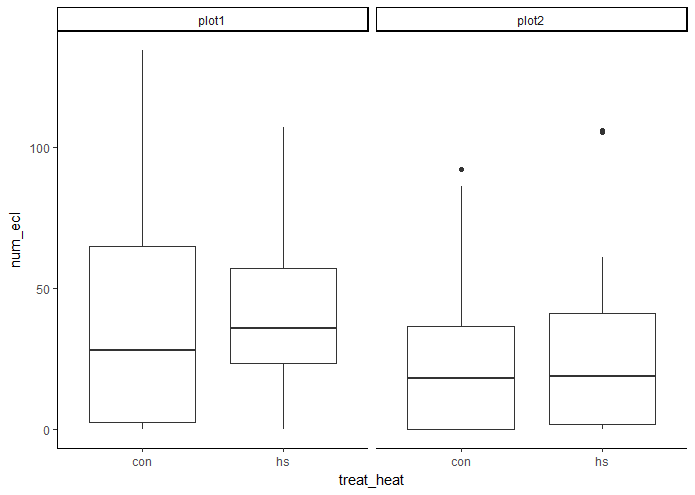 plot1 plot2
100
50
0
num_ecl
con hs con hs
treat_heat